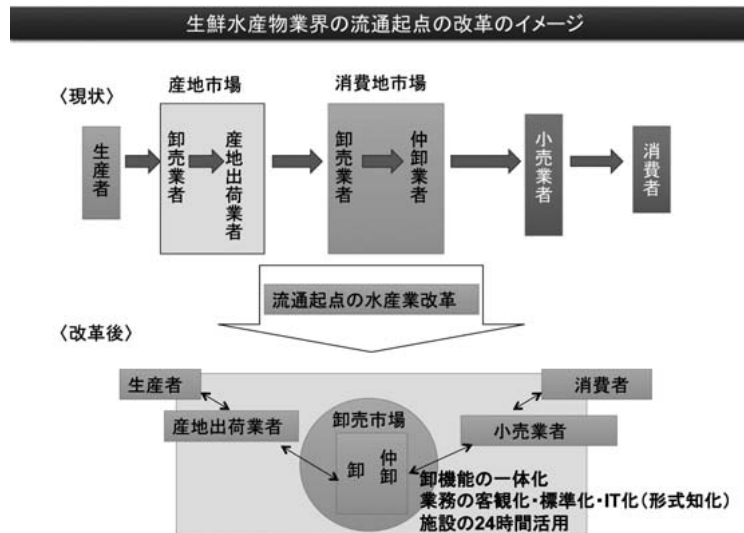 生鮮水産物業界の流通起点の改革のイメージ
〈現状〉
産地市場
消費地市場
生産者
卸売業者
産地出荷業者
卸売業者
仲卸業者
小売業者
消費者
流通起点の水産業改革
〈改革後〉
生産者
消費者
産地出荷業者
卸売市場
小売業者
卸
仲卸
卸機能の一体化
業務の客観化・標準化・IT化(形式知化)
施設の24時間活用